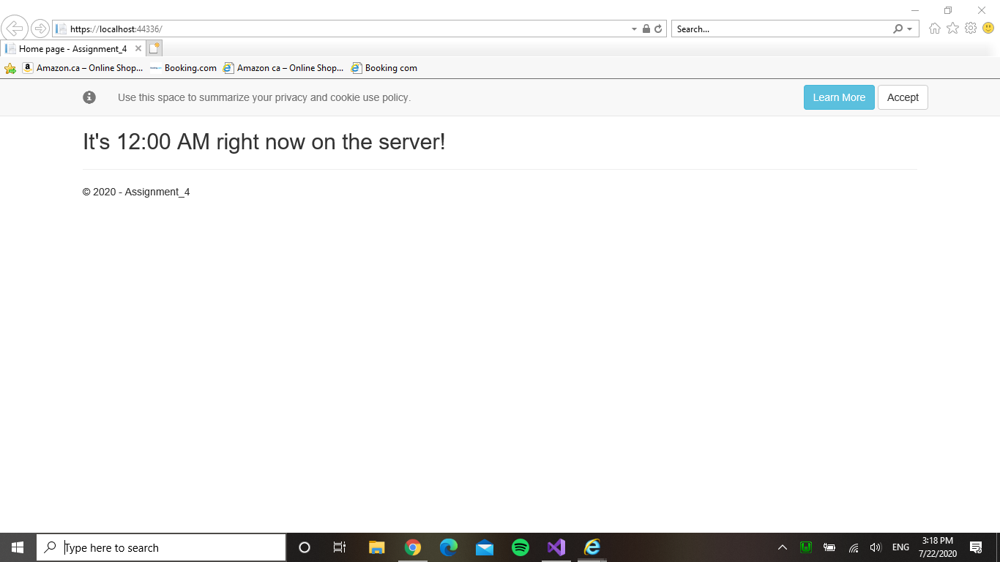 https://localhost:44336/
Search...
Home page - Assignment_4
Amazon.ca – Online Shop...
Booking.com
Amazon ca – Online Shop...
Booking com
Use this space to summarize your privacy and cookie use policy.
Learn More
Accept
It's 12:00 AM right now on the server!
© 2020 - Assignment_4
Type here to search
ENG
3:18 PM
7/22/2020